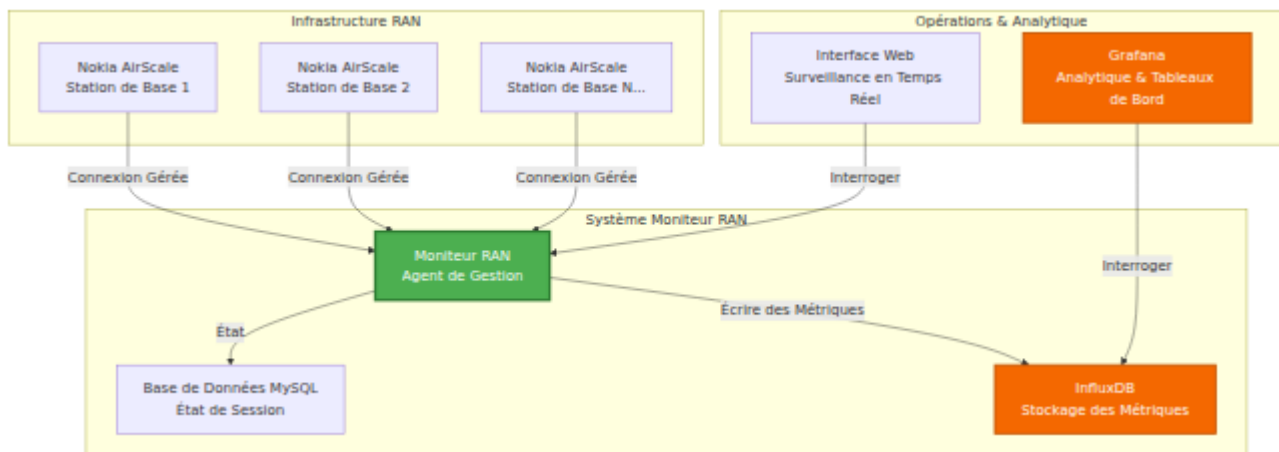 Infrastructure RAN
Opérations & Analytique
Nokia AirScale
Station de Base 1
Nokia AirScale
Station de Base 2
Nokia AirScale
Station de Base N...
Interface Web
Surveillance en Temps
Réel
Grafana
Analytique & Tableaux
de Bord
Connexion Gérée
Connexion Gérée
Connexion Gérée
Interroger
Système Moniteur RAN
Moniteur RAN
Agent de Gestion
Interroger
État
Écrire des Métriques
Base de Données MySQL
État de Session
InfluxDB
Stockage des Métriques